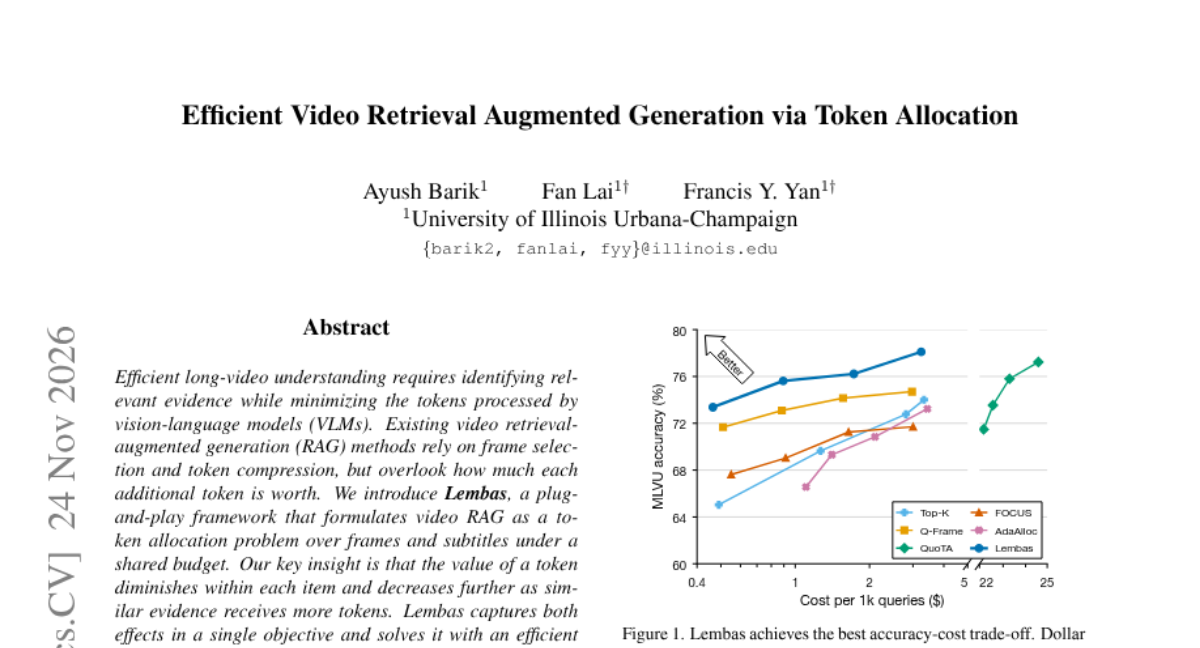 Efficient Video Retrieval Augmented Generation via Token Allocation
Ayush Barik1 Fan Lai1† Francis Y. Yan1†
1University of Illinois Urbana-Champaign
{barik2, fanlai, fyy}@illinois.edu
cs.CV] 24 Nov 2026
Abstract
Efficient long-video understanding requires identifying rel-
evant evidence while minimizing the tokens processed by
vision-language models (VLMs). Existing video retrieval-
augmented generation (RAG) methods rely on frame selec-
tion and token compression, but overlook how much each
additional token is worth. We introduce Lembas, a plug-
and-play framework that formulates video RAG as a to-
ken allocation problem over frames and subtitles under a
shared budget. Our key insight is that the value of a token
diminishes within each item and decreases further as sim-
ilar evidence receives more tokens. Lembas captures both
effects in a single objective and solves it with an efficient
MLVU accuracy (%)
80
76
72
68
64
60
Better
Top-K FOCUS
Q-Frame AdaAlloc
QuoTA Lembas
0.4 1 2 5 22 25
Cost per 1k queries ($)
Figure 1. Lembas achieves the best accuracy-cost trade-off. Dollar